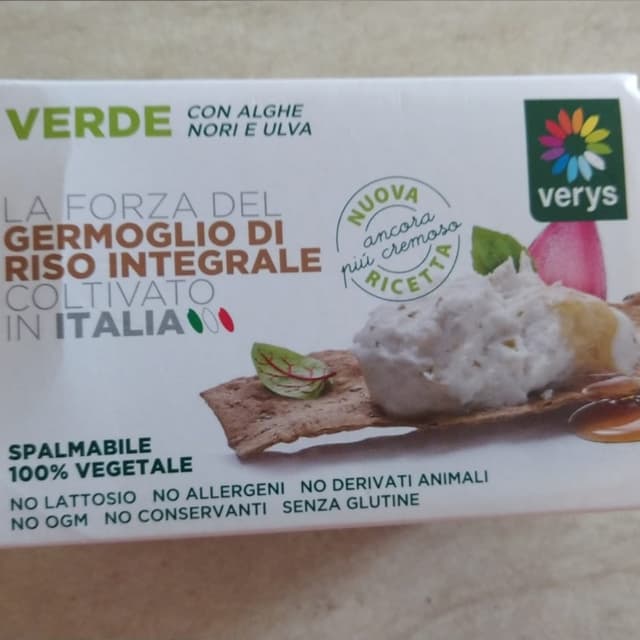 VERDE CON ALGHE
NORI E ULVA
verys
LA FORZA DEL
GERMOGLIO DI
RISO INTEGRALE
COLTIVATO
IN ITALIA
NUOVA
ancora
più cremoso
RICETTA
SPALMABILE
100% VEGETALE
NO LATTOSIO NO ALLERGENI NO DERIVATI ANIMALI
NO OGM NO CONSERVANTI SENZA GLUTINE